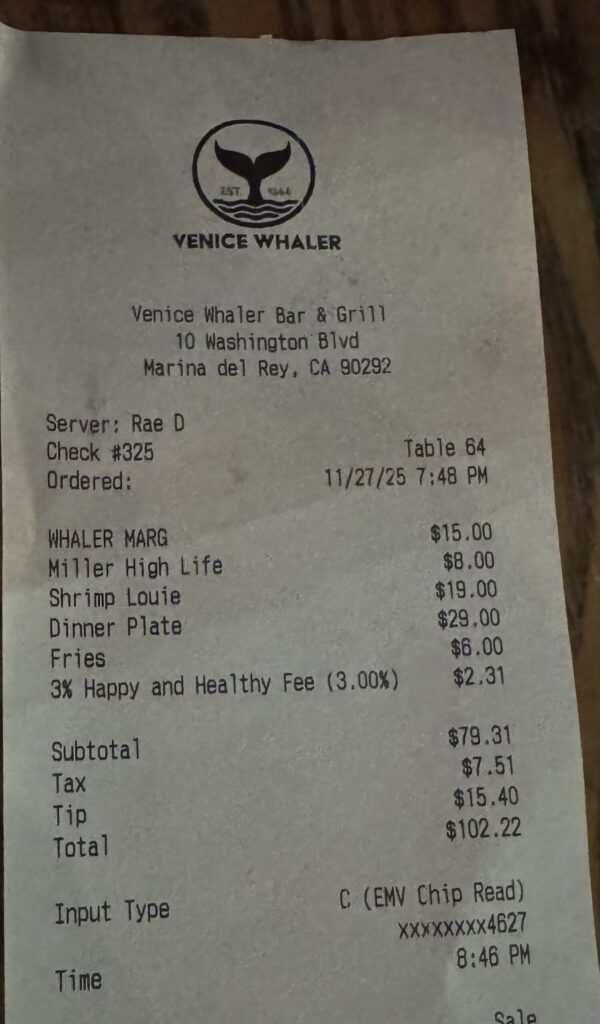 EST.
VENICE WHALER
Venice Whaler Bar & Grill
10 Washington Blvd
Marina del Rey, CA 90292
Server: Rae D
Check #325 Table 64
Ordered: 11/27/25 7:48 PM
WHALER MARG $15.00
Miller High Life $8.00
Shrimp Louie $19.00
Dinner Plate $29.00
Fries $6.00
3% Happy and Healthy Fee (3.00%) $2.31
Subtotal $79.31
Tax $7.51
Tip $15.40
Total $102.22
Input Type C (EMV Chip Read)
xxxxxxxx4627
Time 8:46 PM
Sale